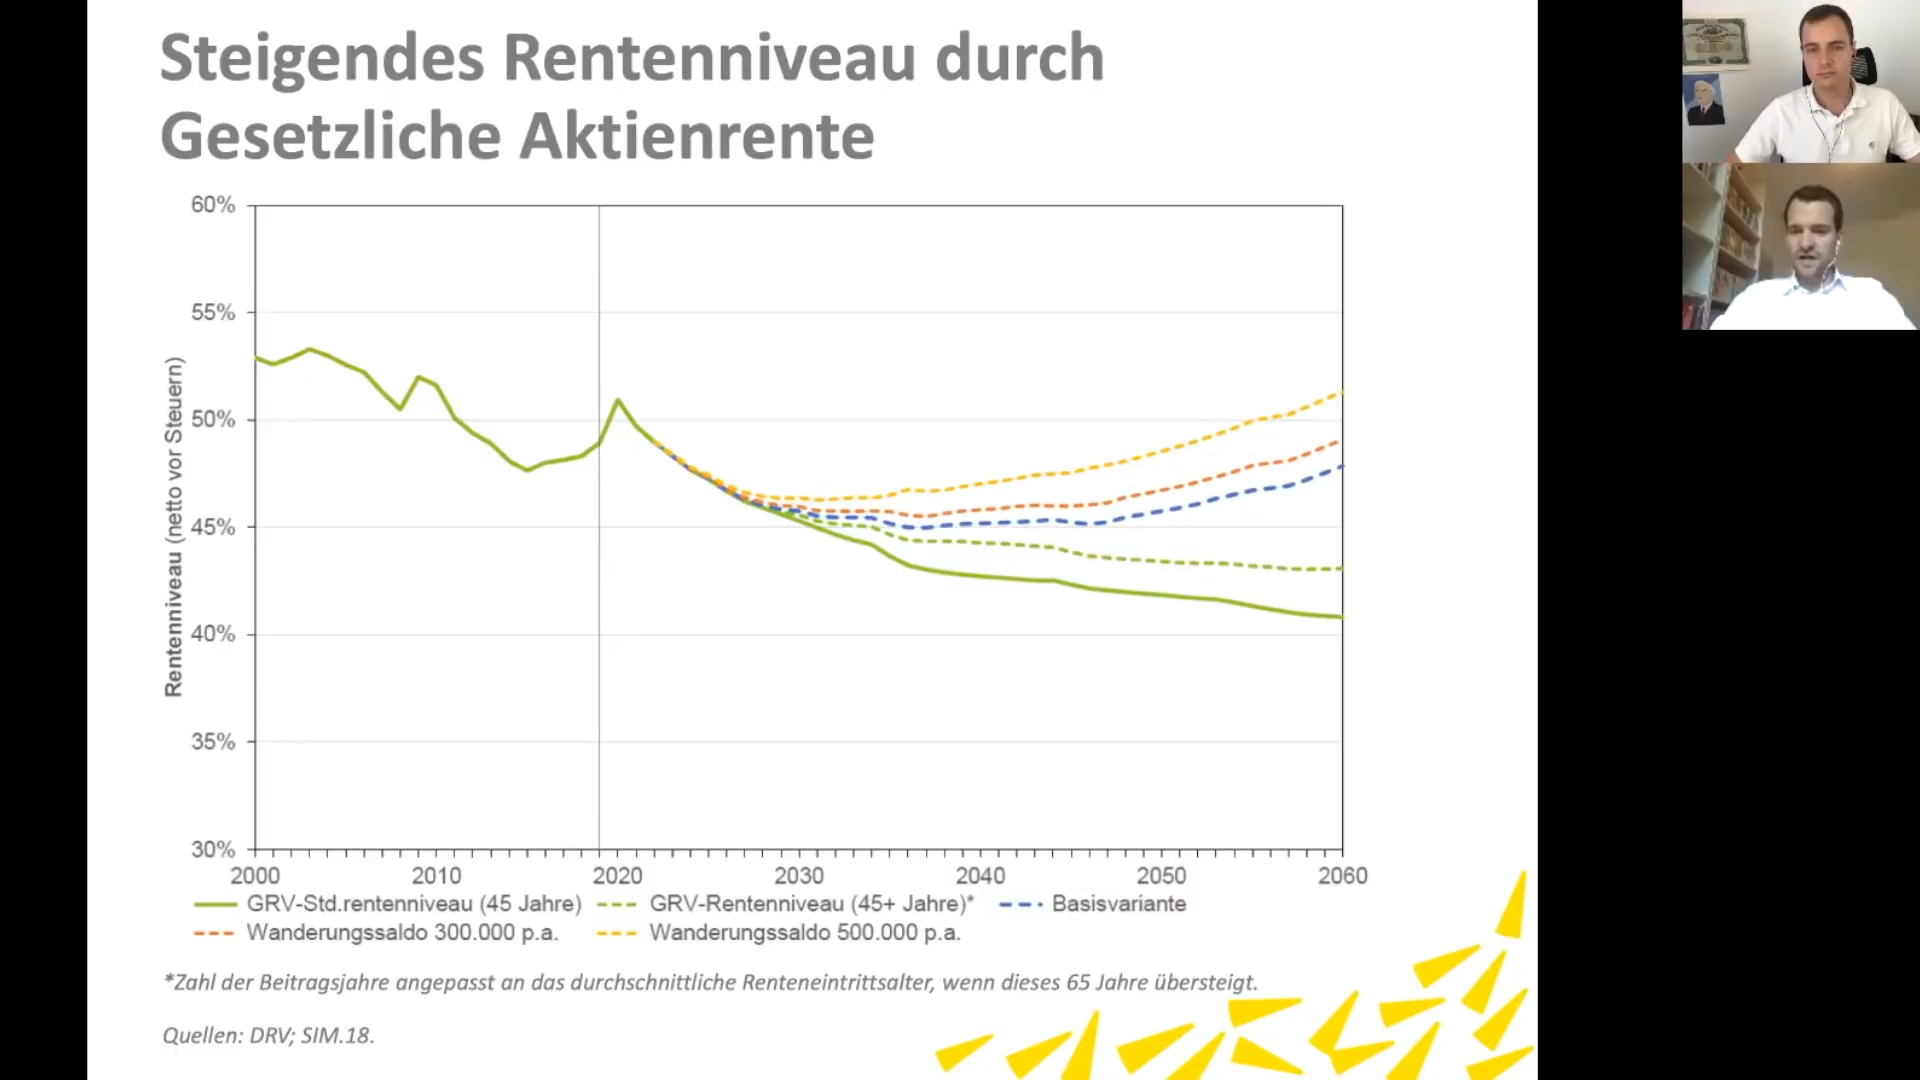 Steigendes Rentenniveau durch
Gesetzliche Aktienrente
60%
55%
50%
45%
40%
35%
30%
Rentenniveau (netto vor Steuern)
2000 2010 2020 2030 2040 2050 2060
GRV-Std.rentenniveau (45 Jahre) GRV-Rentenniveau (45+ Jahre)* Basisvariante
Wanderungssaldo 300.000 p.a. Wanderungssaldo 500.000 p.a.
*Zahl der Beitragsjahre angepasst an das durchschnittliche Renteneintrittsalter, wenn dieses 65 Jahre übersteigt.
Quellen: DRV; SIM.18.